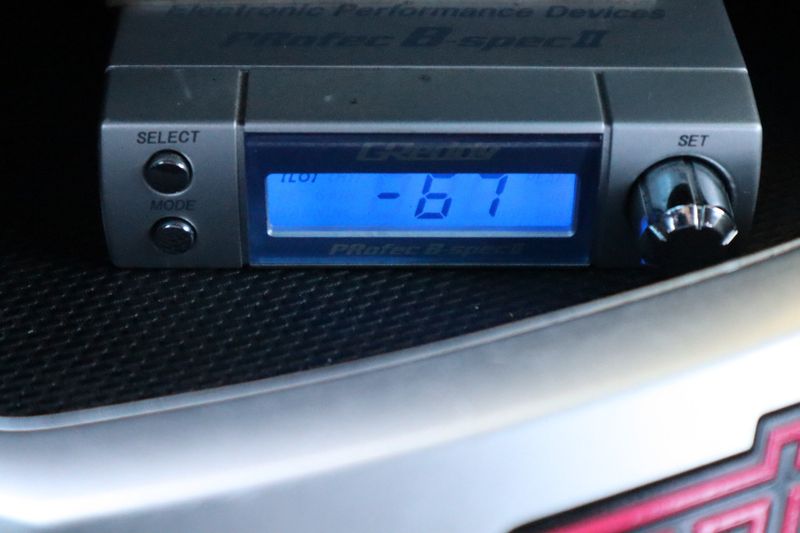 Electronic Performance Devices
PRofec B-spec II
SELECT
SET
GReddy
[LO]
-67
MODE
PRofec B-spec II